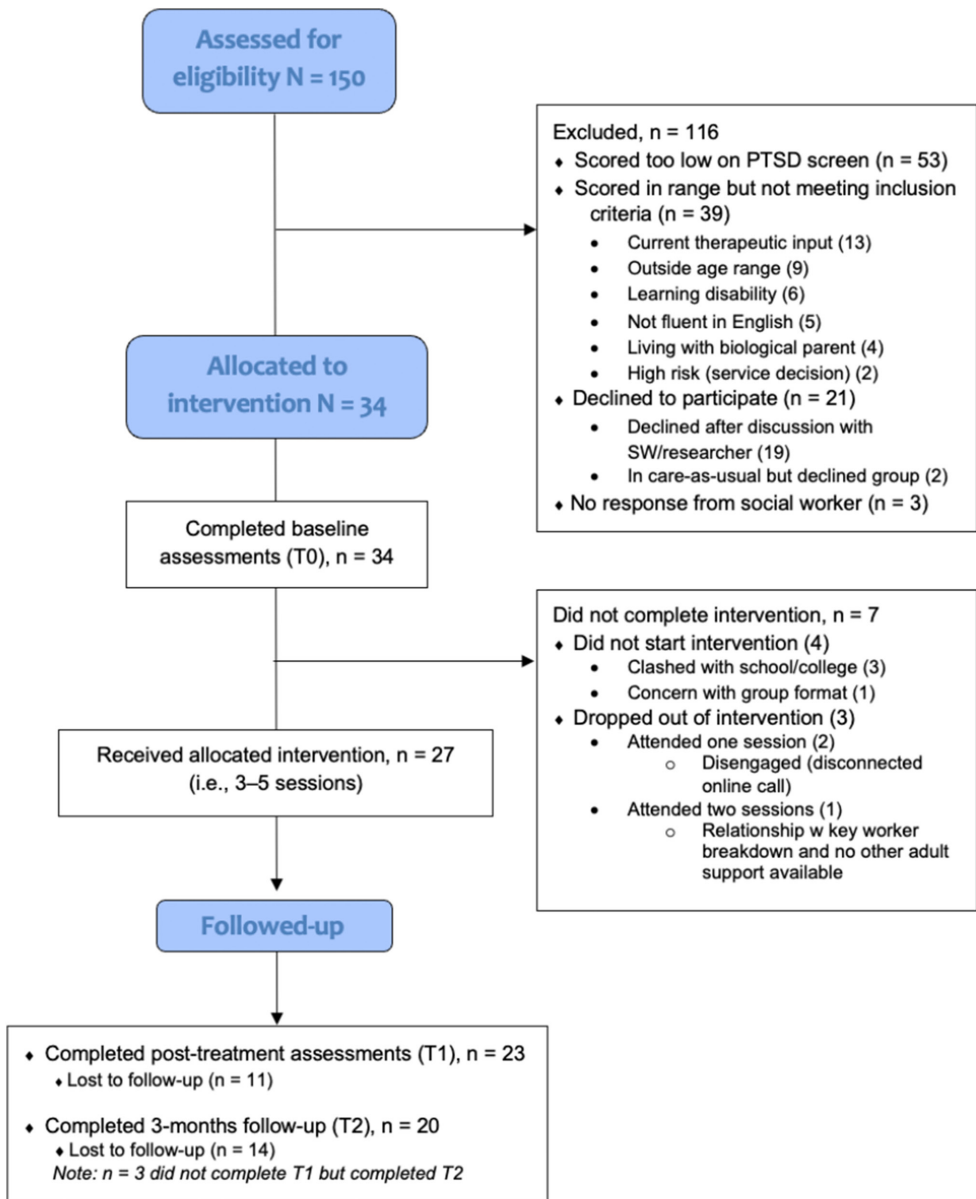 Assessed for
eligibility N = 150
Excluded, n = 116
⬧ Scored too low on PTSD screen (n = 53)
⬧ Scored in range but not meeting inclusion
criteria (n = 39)
• Current therapeutic input (13)
• Outside age range (9)
• Learning disability (6)
• Not fluent in English (5)
• Living with biological parent (4)
• High risk (service decision) (2)
⬧ Declined to participate (n = 21)
• Declined after discussion with
SW/researcher (19)
• In care-as-usual but declined group (2)
⬧ No response from social worker (n = 3)
Allocated to
intervention N = 34
Completed baseline
assessments (T0), n = 34
Did not complete intervention, n = 7
⬧ Did not start intervention (4)
• Clashed with school/college (3)
• Concern with group format (1)
⬧ Dropped out of intervention (3)
• Attended one session (2)
o Disengaged (disconnected
online call)
• Attended two sessions (1)
o Relationship w key worker
breakdown and no other adult
support available
Received allocated intervention, n = 27
(i.e., 3–5 sessions)
Followed-up
⬧ Completed post-treatment assessments (T1), n = 23
⬧ Lost to follow-up (n = 11)
⬧ Completed 3-months follow-up (T2), n = 20
⬧ Lost to follow-up (n = 14)
Note: n = 3 did not complete T1 but completed T2